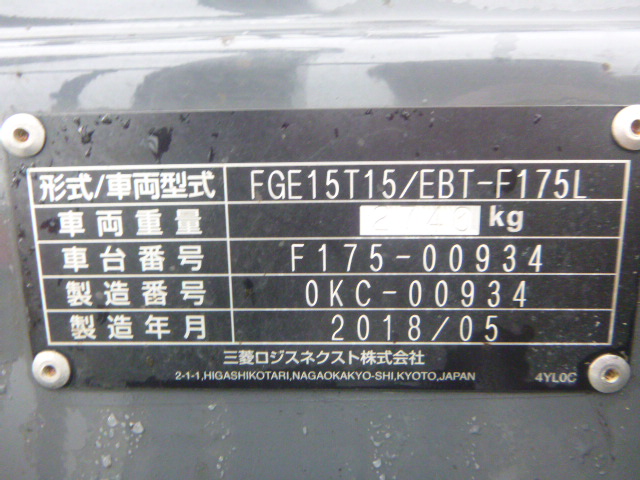 形式/車両型式 FGE15T15/EBT-F175L
車両重量 kg
車台番号 F175-00934
製造番号 0KC-00934
製造年月 2018/05
三菱ロジスネクスト株式会社
2-1-1,HIGASHIKOTARI,NAGAOKAKYO-SHI,KYOTO,JAPAN
4YL0C